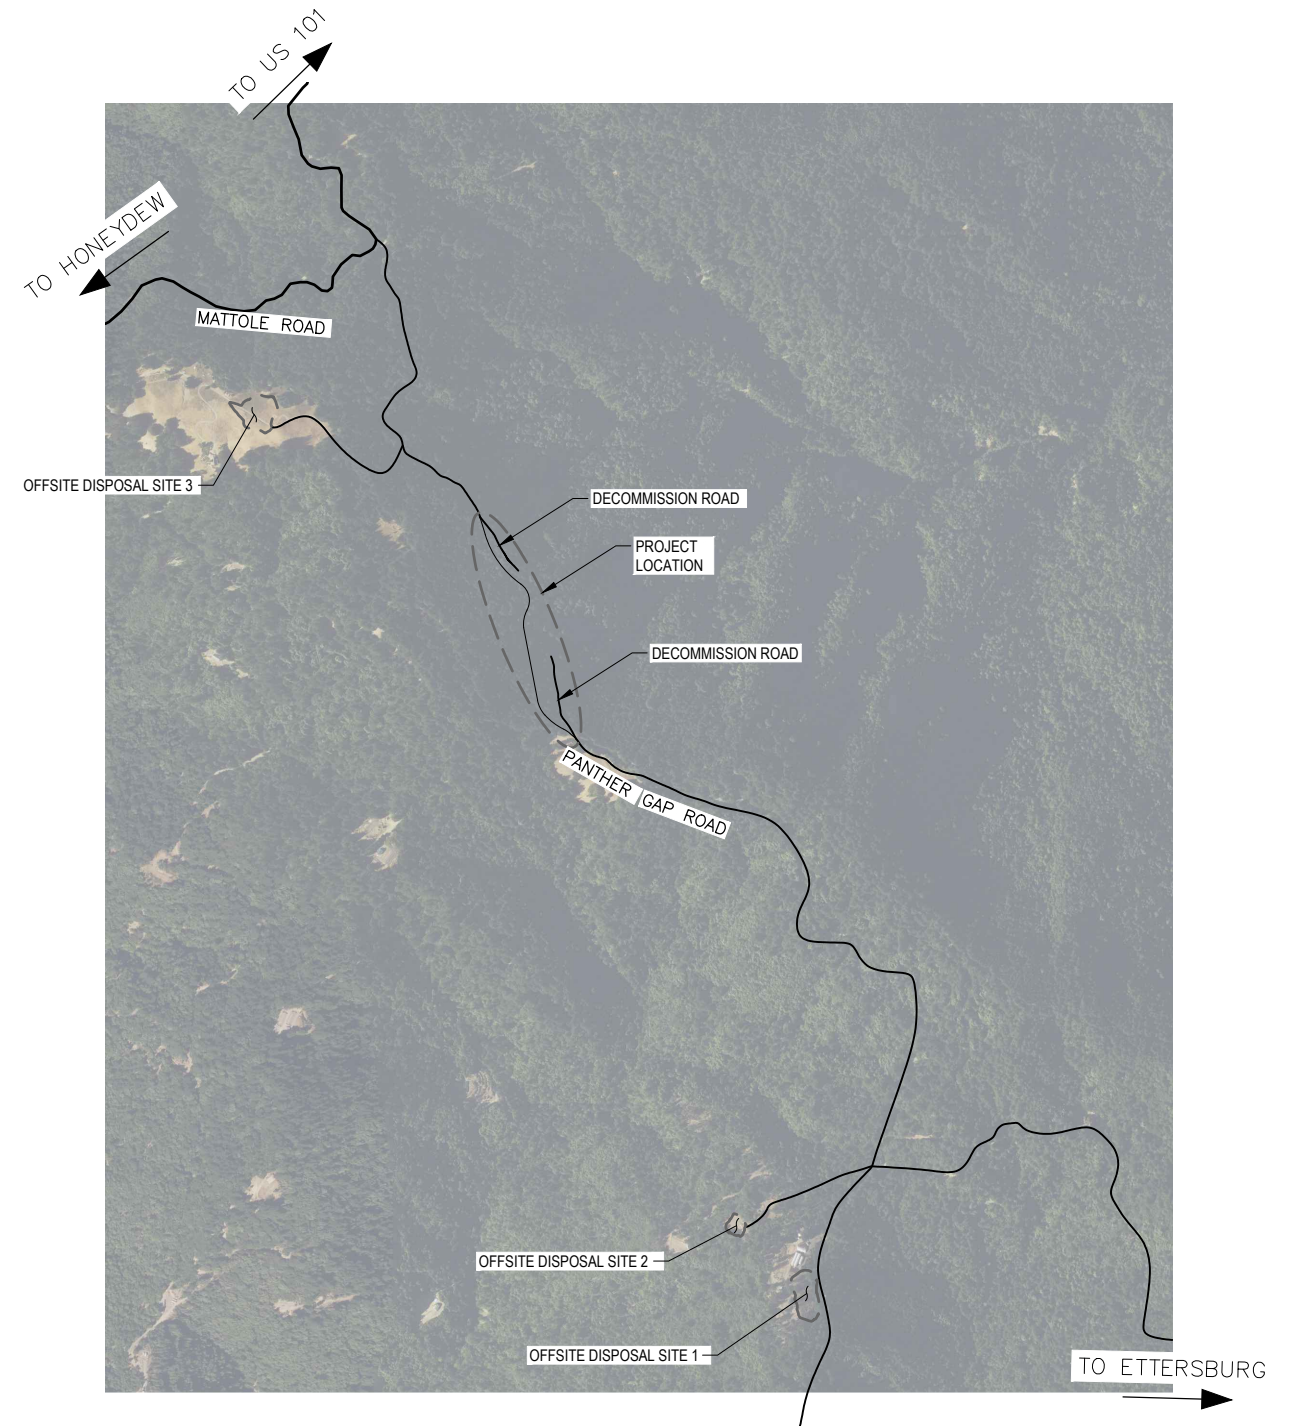 TO US 101
TO HONEYDEW
MATTOLE ROAD
OFFSITE DISPOSAL SITE 3
DECOMMISSION ROAD
PROJECT
LOCATION
DECOMMISSION ROAD
PANTHER GAP ROAD
OFFSITE DISPOSAL SITE 2
OFFSITE DISPOSAL SITE 1
TO ETTERSBURG